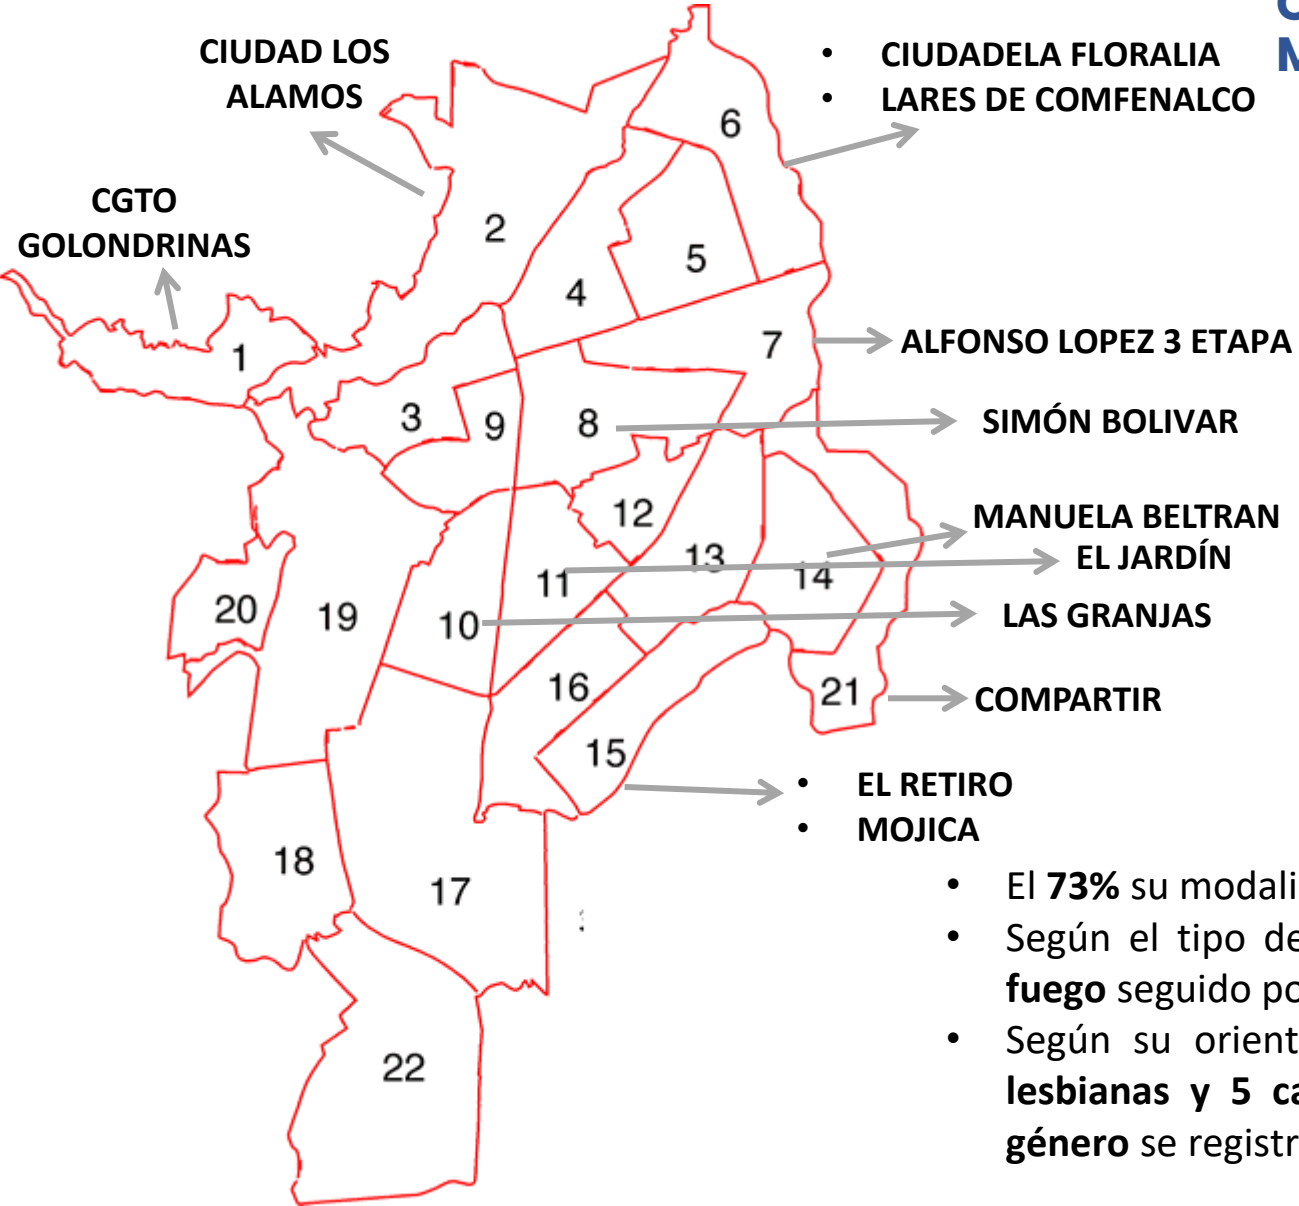 CIUDAD LOS
ALAMOS
• CIUDADELA FLORALIA
• LARES DE COMFENALCO
6
CGTO
GOLONDRINAS
2
5
4
1
7
ALFONSO LOPEZ 3 ETAPA
3
9
8
SIMÓN BOLIVAR
12
MANUELA BELTRAN
13
EL JARDÍN
11
14
20
19
10
LAS GRANJAS
16
21
COMPARTIR
15
• EL RETIRO
• MOJICA
18
17
22
• El 73% su modali
• Según el tipo de
fuego seguido po
• Según su orient
lesbianas y 5 ca
género se registr